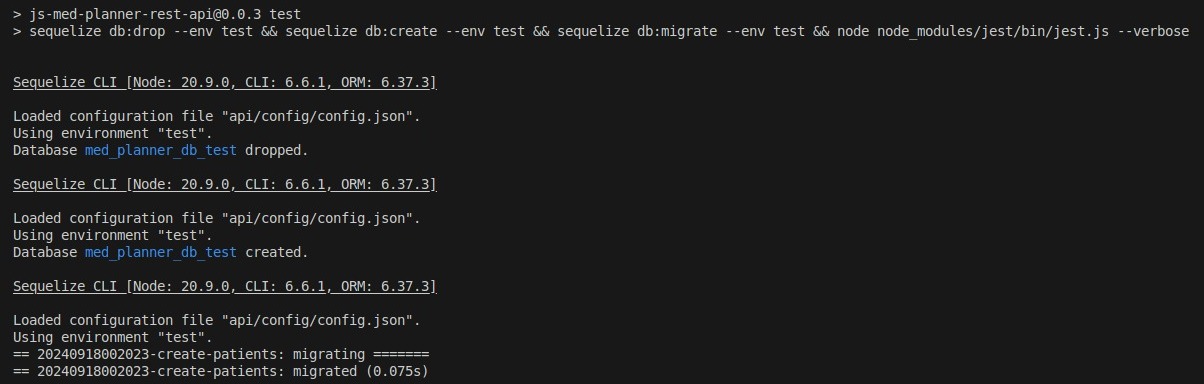 > js-med-planner-rest-api@0.0.3 test
> sequelize db:drop --env test && sequelize db:create --env test && sequelize db:migrate --env test && node node_modules/jest/bin/jest.js --verbose
Sequelize CLI [Node: 20.9.0, CLI: 6.6.1, ORM: 6.37.3]
Loaded configuration file "api/config/config.json".
Using environment "test".
Database med_planner_db_test dropped.
Sequelize CLI [Node: 20.9.0, CLI: 6.6.1, ORM: 6.37.3]
Loaded configuration file "api/config/config.json".
Using environment "test".
Database med_planner_db_test created.
Sequelize CLI [Node: 20.9.0, CLI: 6.6.1, ORM: 6.37.3]
Loaded configuration file "api/config/config.json".
Using environment "test".
== 20240918002023-create-patients: migrating =======
== 20240918002023-create-patients: migrated (0.075s)